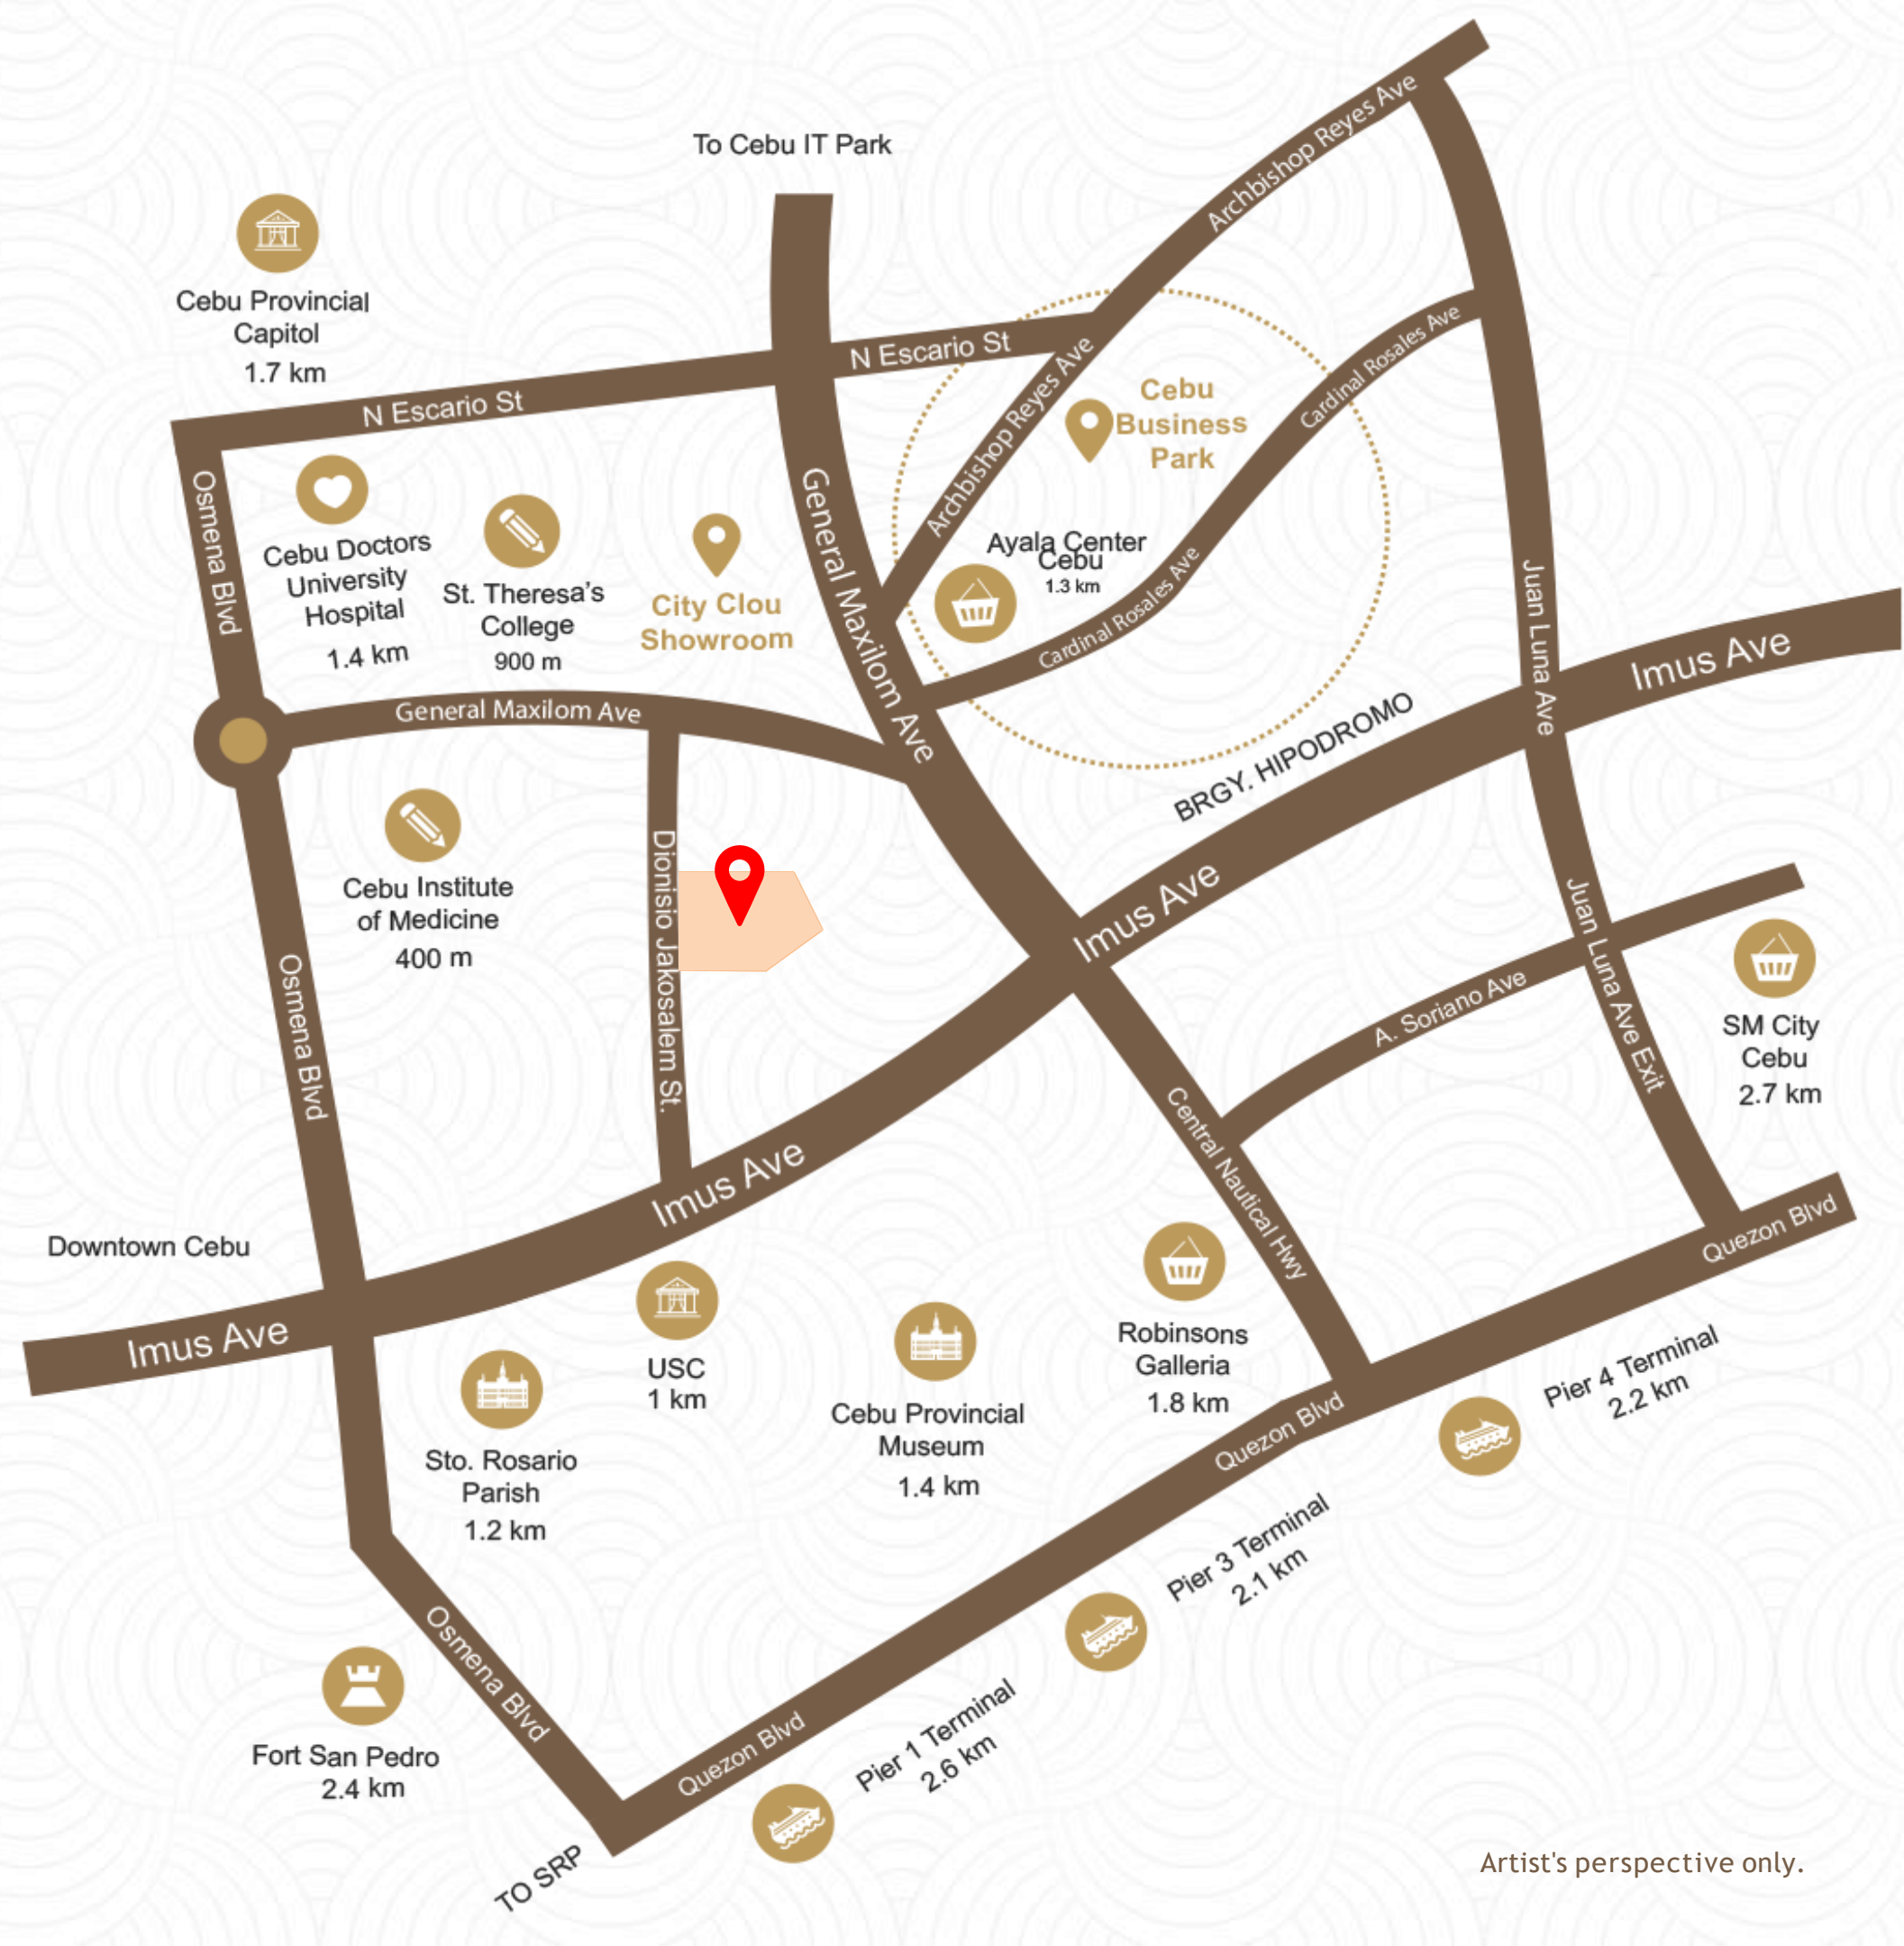 To Cebu IT Park
Archbishop Reyes Ave
Cebu Provincial
Capitol
1.7 km
N Escario St
N Escario St
Archbishop Reyes Ave
Cebu
Business
Park
Cardinal Rosales Ave
Osmena Blvd
Cebu Doctors
University
Hospital
1.4 km
St. Theresa's
College
900 m
City Clou
Showroom
General Maxilom Ave
Ayala Center
Cebu
1.3 km
Cardinal Rosales Ave
Juan Luna Ave
Imus Ave
General Maxilom Ave
BRGY. HIPODROMO
Cebu Institute
of Medicine
400 m
Dionisio Jakosalem St.
Imus Ave
Juan Luna Ave Exit
A. Soriano Ave
SM City
Cebu
2.7 km
Osmena Blvd
Central Nautical Hwy
Imus Ave
Downtown Cebu
Quezon Blvd
Imus Ave
USC
1 km
Robinsons
Galleria
1.8 km
Pier 4 Terminal
2.2 km
Cebu Provincial
Museum
1.4 km
Quezon Blvd
Sto. Rosario
Parish
1.2 km
Pier 3 Terminal
2.1 km
Osmena Blvd
Fort San Pedro
2.4 km
Quezon Blvd
Pier 1 Terminal
2.6 km
TO SRP
Artist's perspective only.